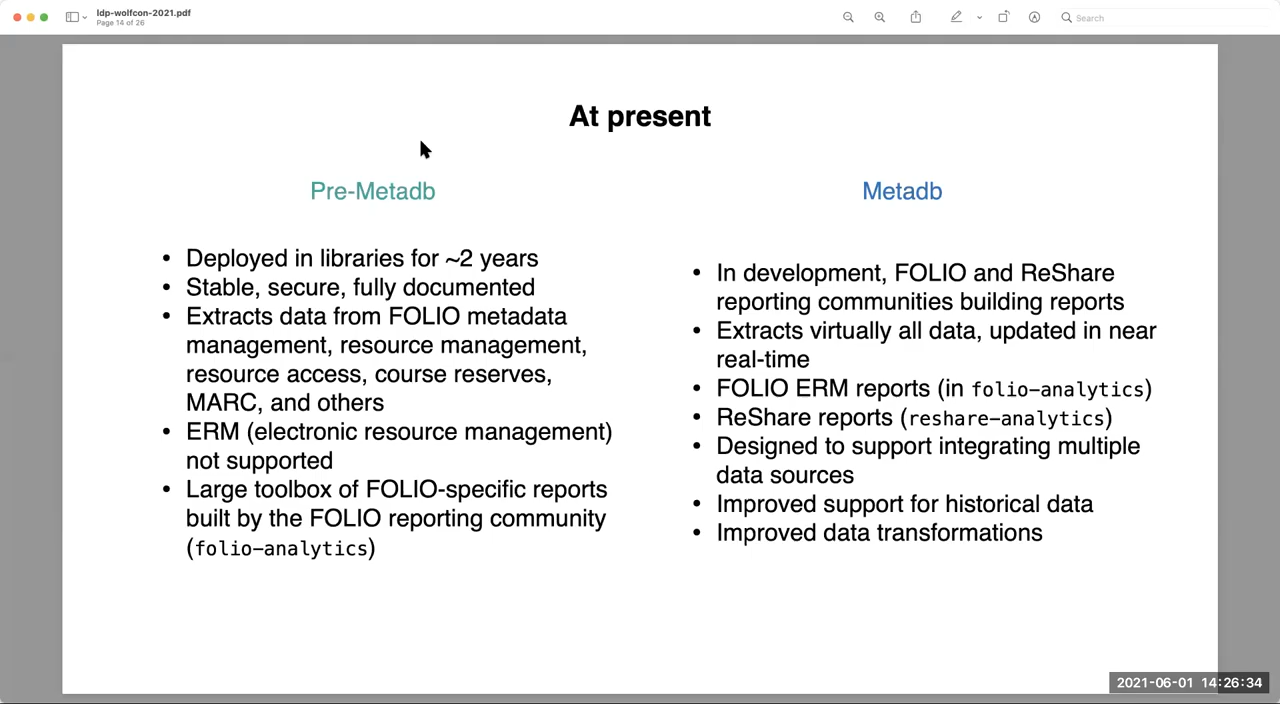 ldp-wolfcon-2021.pdf
Page 14 of 26
Search
At present
Pre-Metadb
• Deployed in libraries for ~2 years
• Stable, secure, fully documented
• Extracts data from FOLIO metadata
management, resource management,
resource access, course reserves,
MARC, and others
• ERM (electronic resource management)
not supported
• Large toolbox of FOLIO-specific reports
built by the FOLIO reporting community
(folio-analytics)
Metadb
• In development, FOLIO and ReShare
reporting communities building reports
• Extracts virtually all data, updated in near
real-time
• FOLIO ERM reports (in folio-analytics)
• ReShare reports (reshare-analytics)
• Designed to support integrating multiple
data sources
• Improved support for historical data
• Improved data transformations
2021-06-01 14:26:34